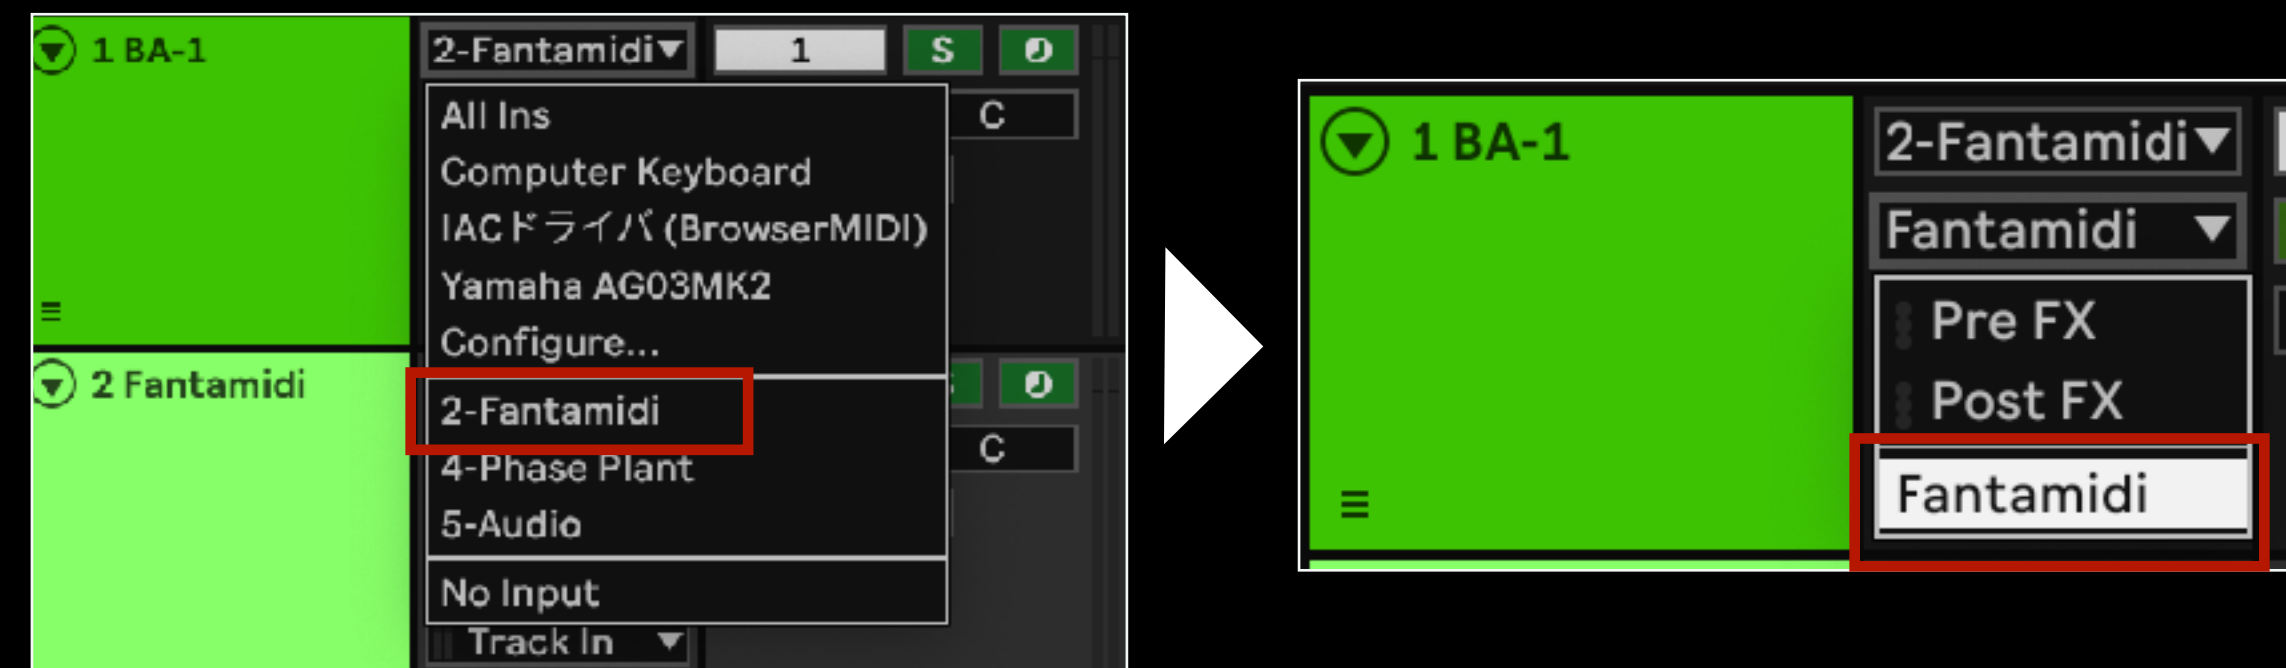 1 BA-1
2-Fantamidi
1
S
All Ins
C
Computer Keyboard
IACドライバ (BrowserMIDI)
Yamaha AG03MK2
Configure...
2 Fantamidi
2-Fantamidi
C
4-Phase Plant
5-Audio
No Input
Track In
1 BA-1
2-Fantamidi
Fantamidi
Pre FX
Post FX
Fantamidi